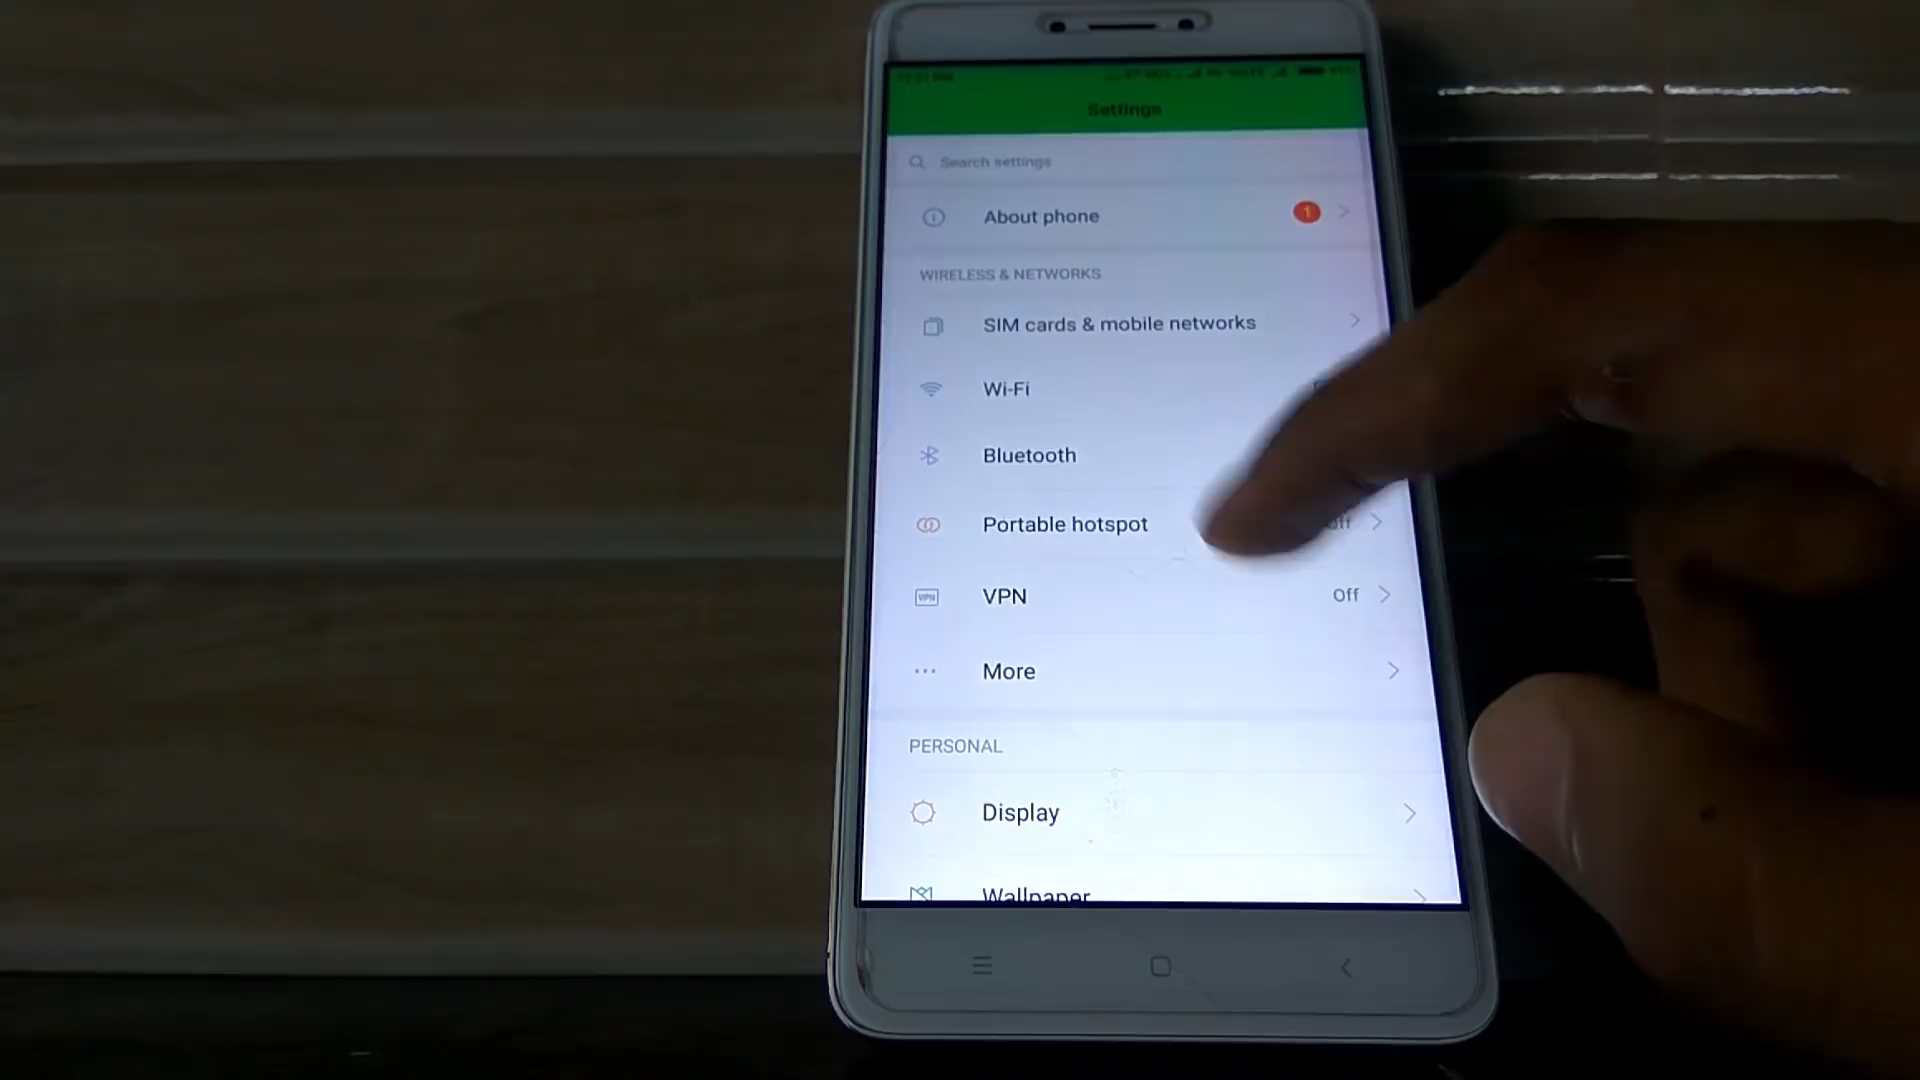 Settings
Search settings
About phone
1
WIRELESS & NETWORKS
SIM cards & mobile networks
Wi-Fi
Bluetooth
Portable hotspot
VPN
VPN Off
More
PERSONAL
Display
Wallpaper